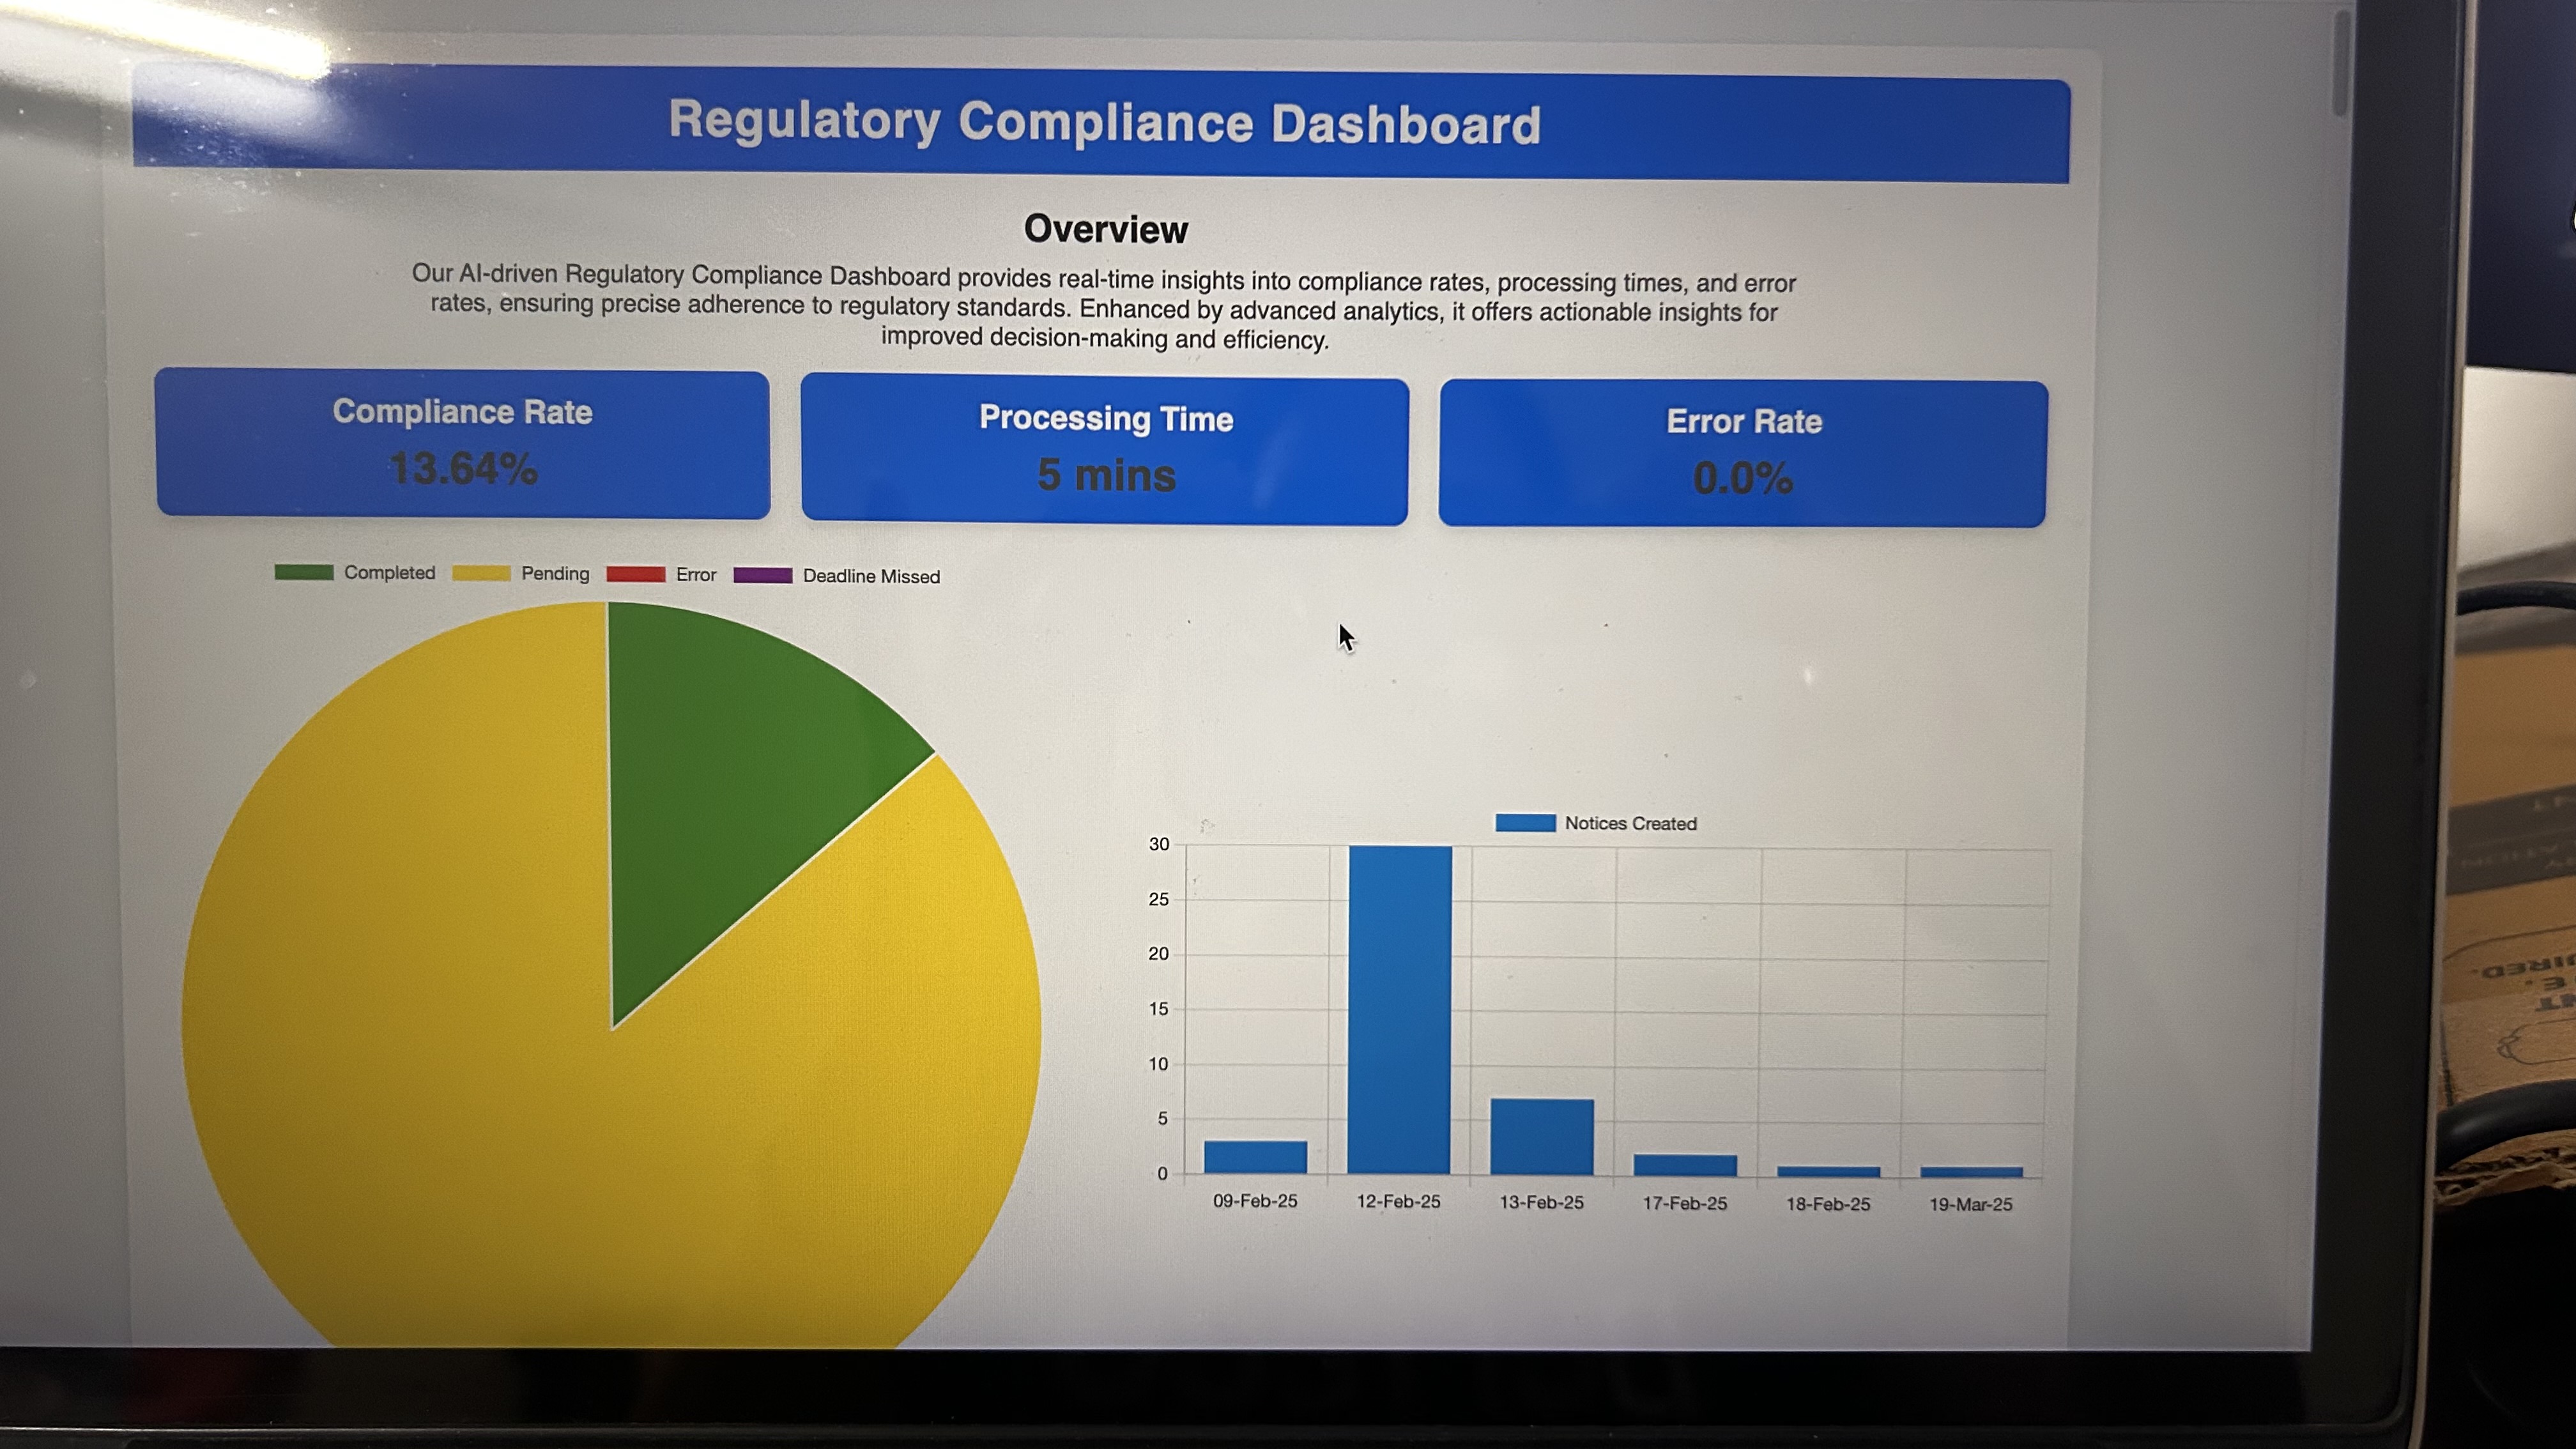 Regulatory Compliance Dashboard
Overview
Our AI-driven Regulatory Compliance Dashboard provides real-time insights into compliance rates, processing times, and error
rates, ensuring precise adherence to regulatory standards. Enhanced by advanced analytics, it offers actionable insights for
improved decision-making and efficiency.
Compliance Rate
13.64%
Processing Time
5 mins
Error Rate
0.0%
Completed Pending Error Deadline Missed
Notices Created
30
25
20
15
10
5
0
09-Feb-25 12-Feb-25 13-Feb-25 17-Feb-25 18-Feb-25 19-Mar-25